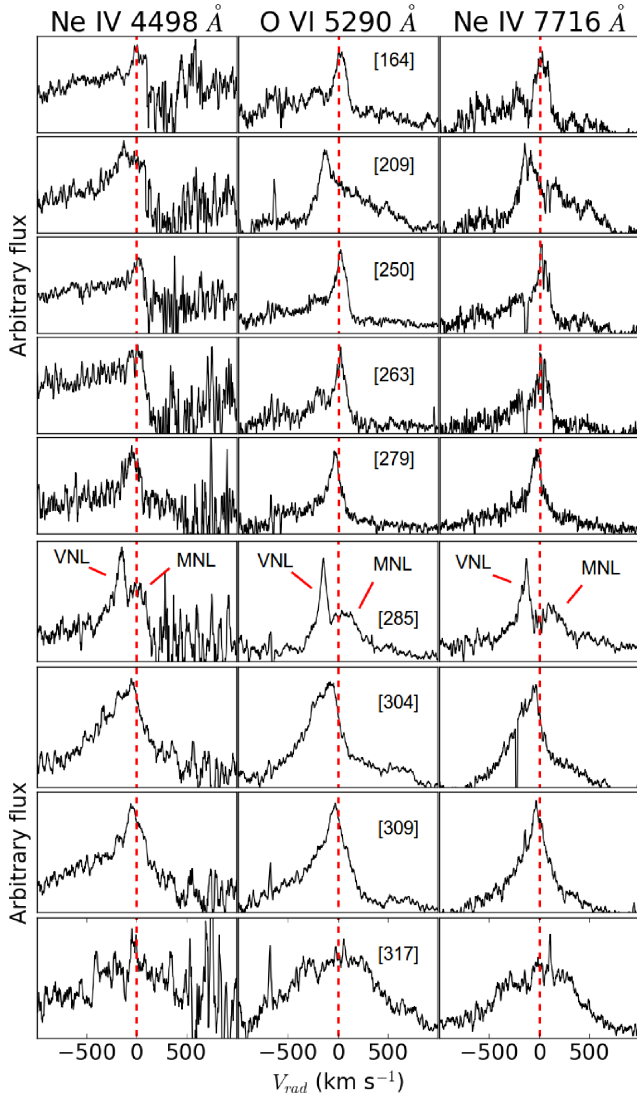 Ne IV 4498 Å O VI 5290 Å Ne IV 7716 Å
[164]
[209]
[250]
[263]
[279]
VNL MNL VNL MNL VNL MNL
[285]
[304]
[309]
[317]
Arbitrary flux
Arbitrary flux
−500 0 500 −500 0 500 −500 0 500
V_rad (km s⁻¹)